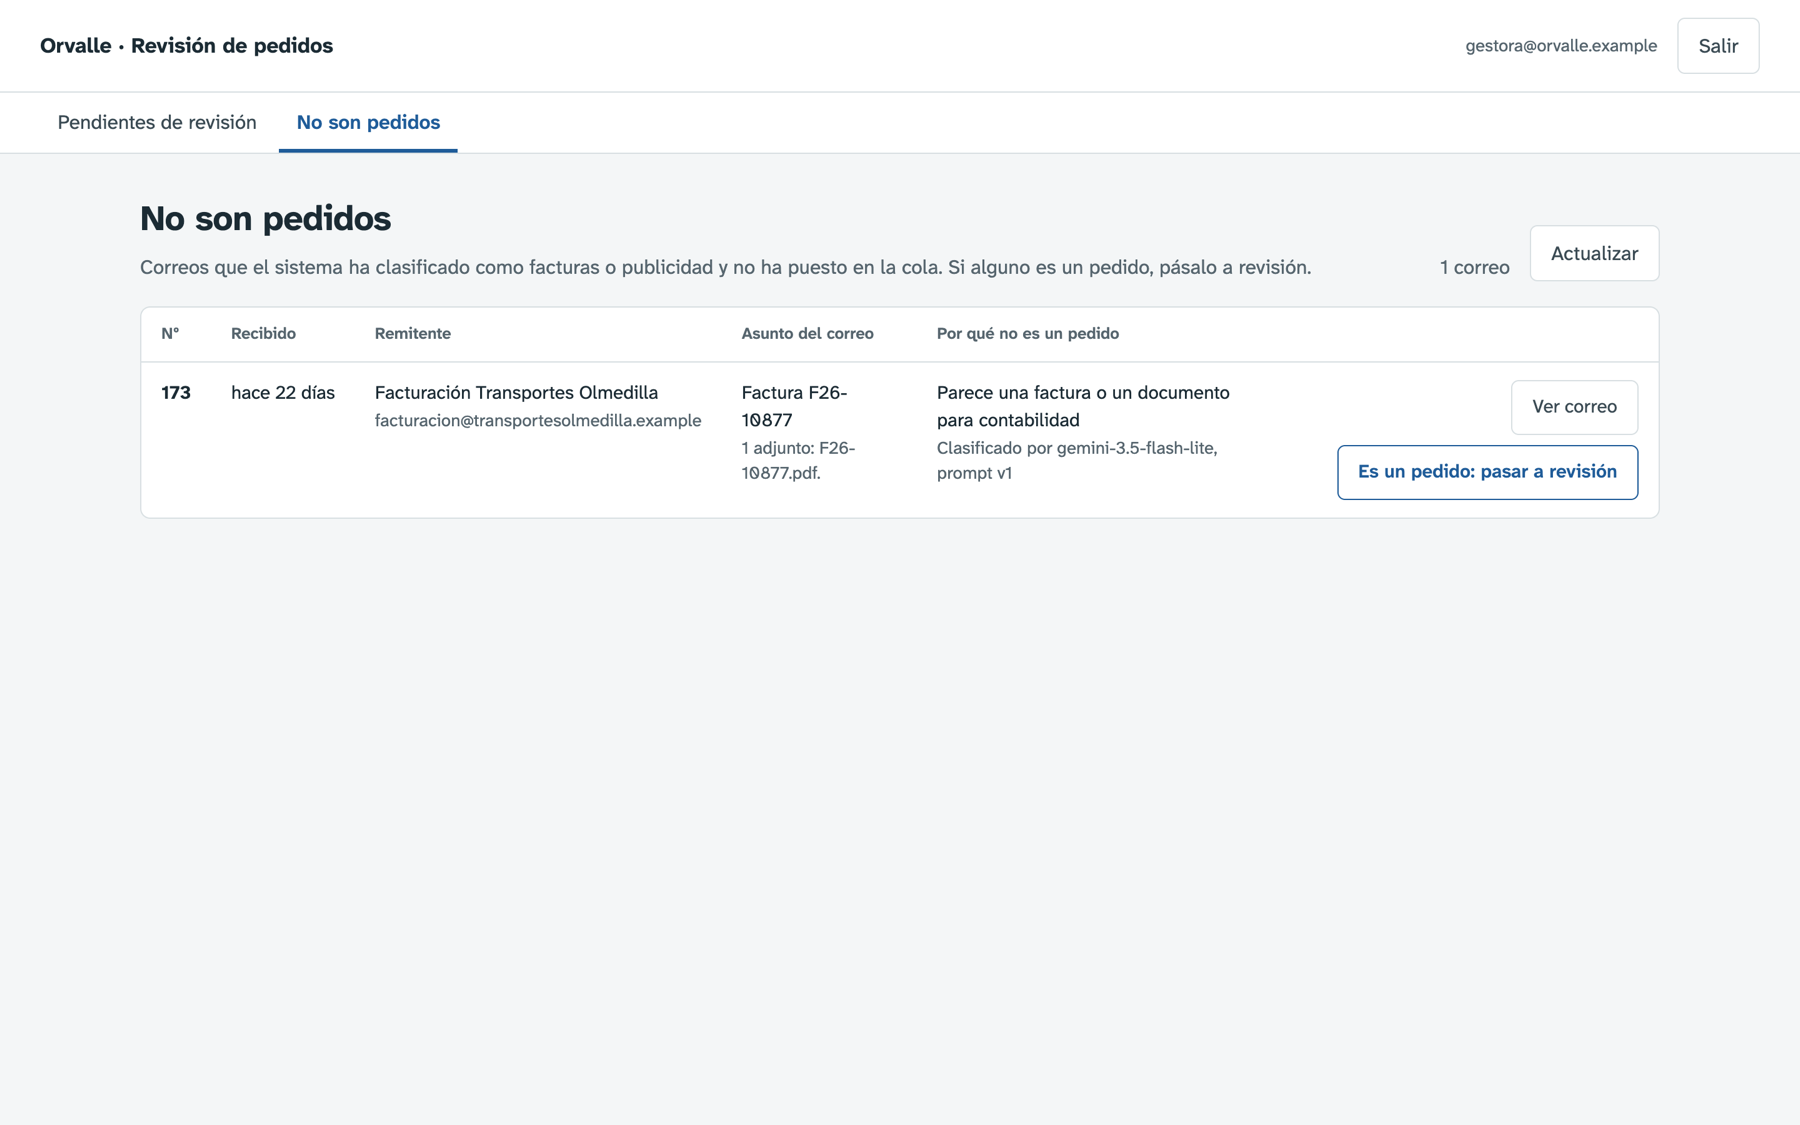 Orvalle · Revisión de pedidos
gestora@orvalle.example
Salir
Pendientes de revisión
No son pedidos
No son pedidos
Correos que el sistema ha clasificado como facturas o publicidad y no ha puesto en la cola. Si alguno es un pedido, pásalo a revisión.
1 correo
Actualizar
N°
Recibido
Remitente
Asunto del correo
Por qué no es un pedido
173
hace 22 días
Facturación Transportes Olmedilla
facturacion@transportesolmedilla.example
Factura F26-
10877
1 adjunto: F26-
10877.pdf.
Parece una factura o un documento
para contabilidad
Clasificado por gemini-3.5-flash-lite,
prompt v1
Ver correo
Es un pedido: pasar a revisión